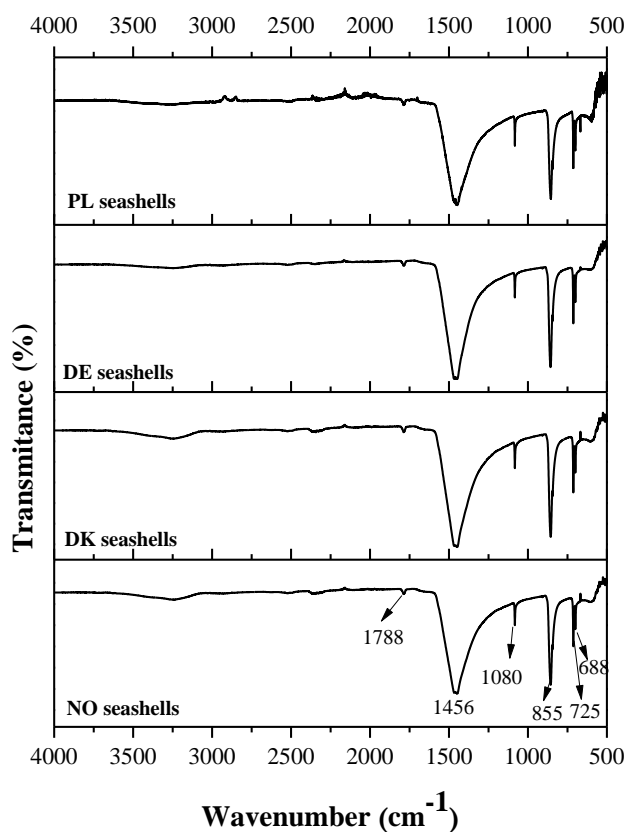 4000 3500 3000 2500 2000 1500 1000 500
PL seashells
DE seashells
DK seashells
NO seashells
1788
1456
1080
855
725
688
4000 3500 3000 2500 2000 1500 1000 500
Transmitance (%)
Wavenumber (cm-1)